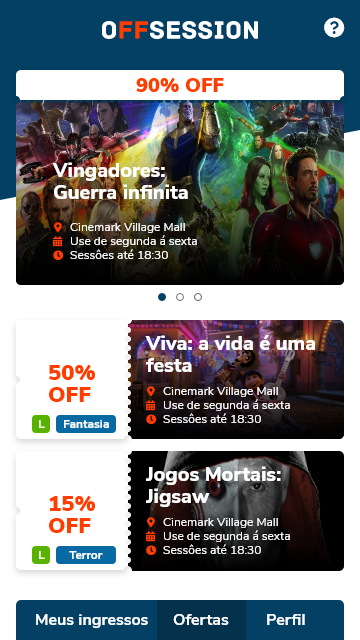 OFFSESSION
?
90% OFF
Vingadores:
Guerra infinita
Cinemark Village Mall
Use de segunda á sexta
Sessões até 18:30
50%
OFF
L Fantasia
Viva: a vida é uma
festa
Cinemark Village Mall
Use de segunda á sexta
Sessões até 18:30
15%
OFF
L Terror
Jogos Mortais:
Jigsaw
Cinemark Village Mall
Use de segunda á sexta
Sessões até 18:30
Meus ingressos Ofertas Perfil